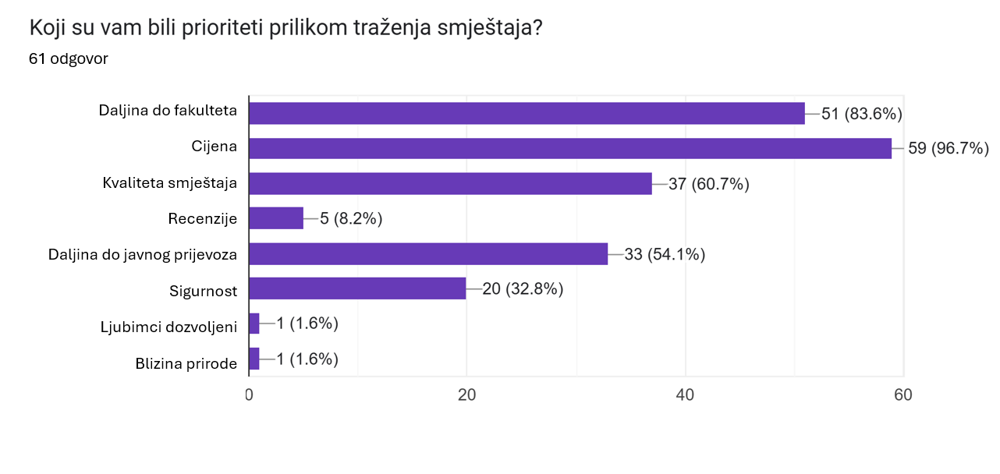 Koji su vam bili prioriteti prilikom traženja smještaja?
61 odgovor
Daljina do fakulteta 51 (83.6%)
Cijena 59 (96.7%)
Kvaliteta smještaja 37 (60.7%)
Recenzije 5 (8.2%)
Daljina do javnog prijevoza 33 (54.1%)
Sigurnost 20 (32.8%)
Ljubimci dozvoljeni 1 (1.6%)
Blizina prirode 1 (1.6%)
0 20 40 60